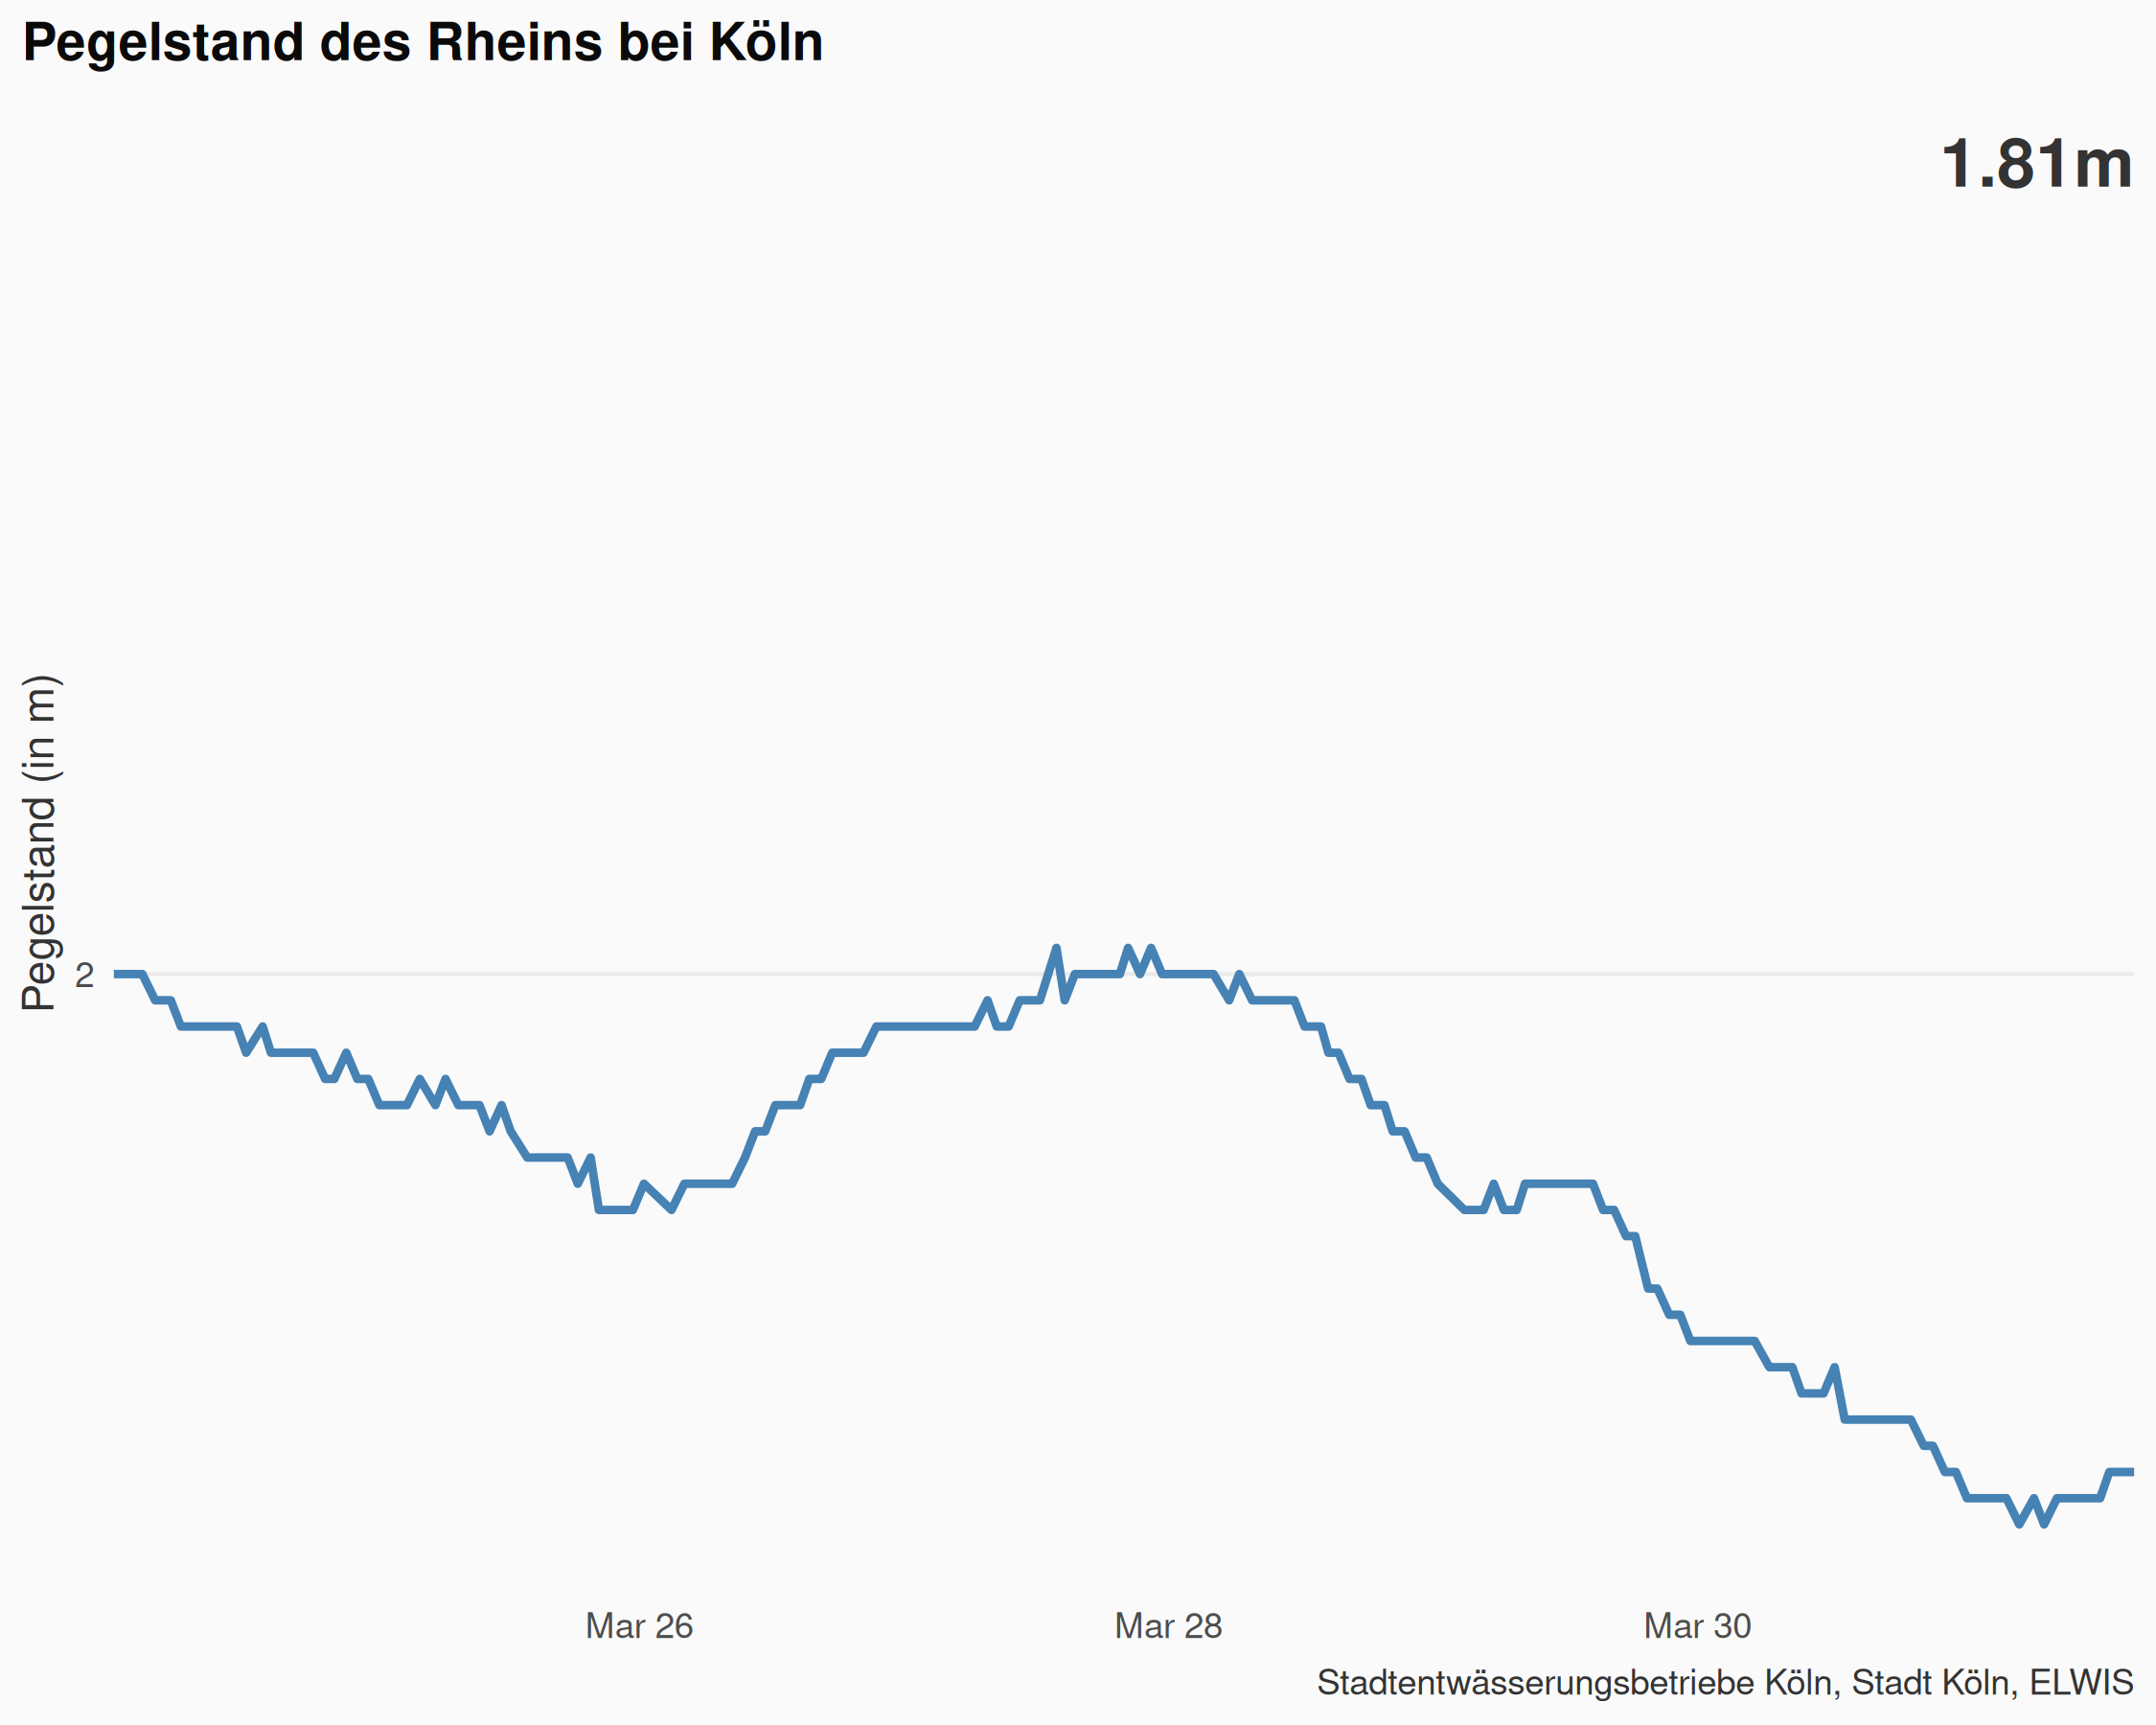 Pegelstand des Rheins bei Köln
1.81m
Pegelstand (in m)
2
Mar 26
Mar 28
Mar 30
Stadtentwässerungsbetriebe Köln, Stadt Köln, ELWIS